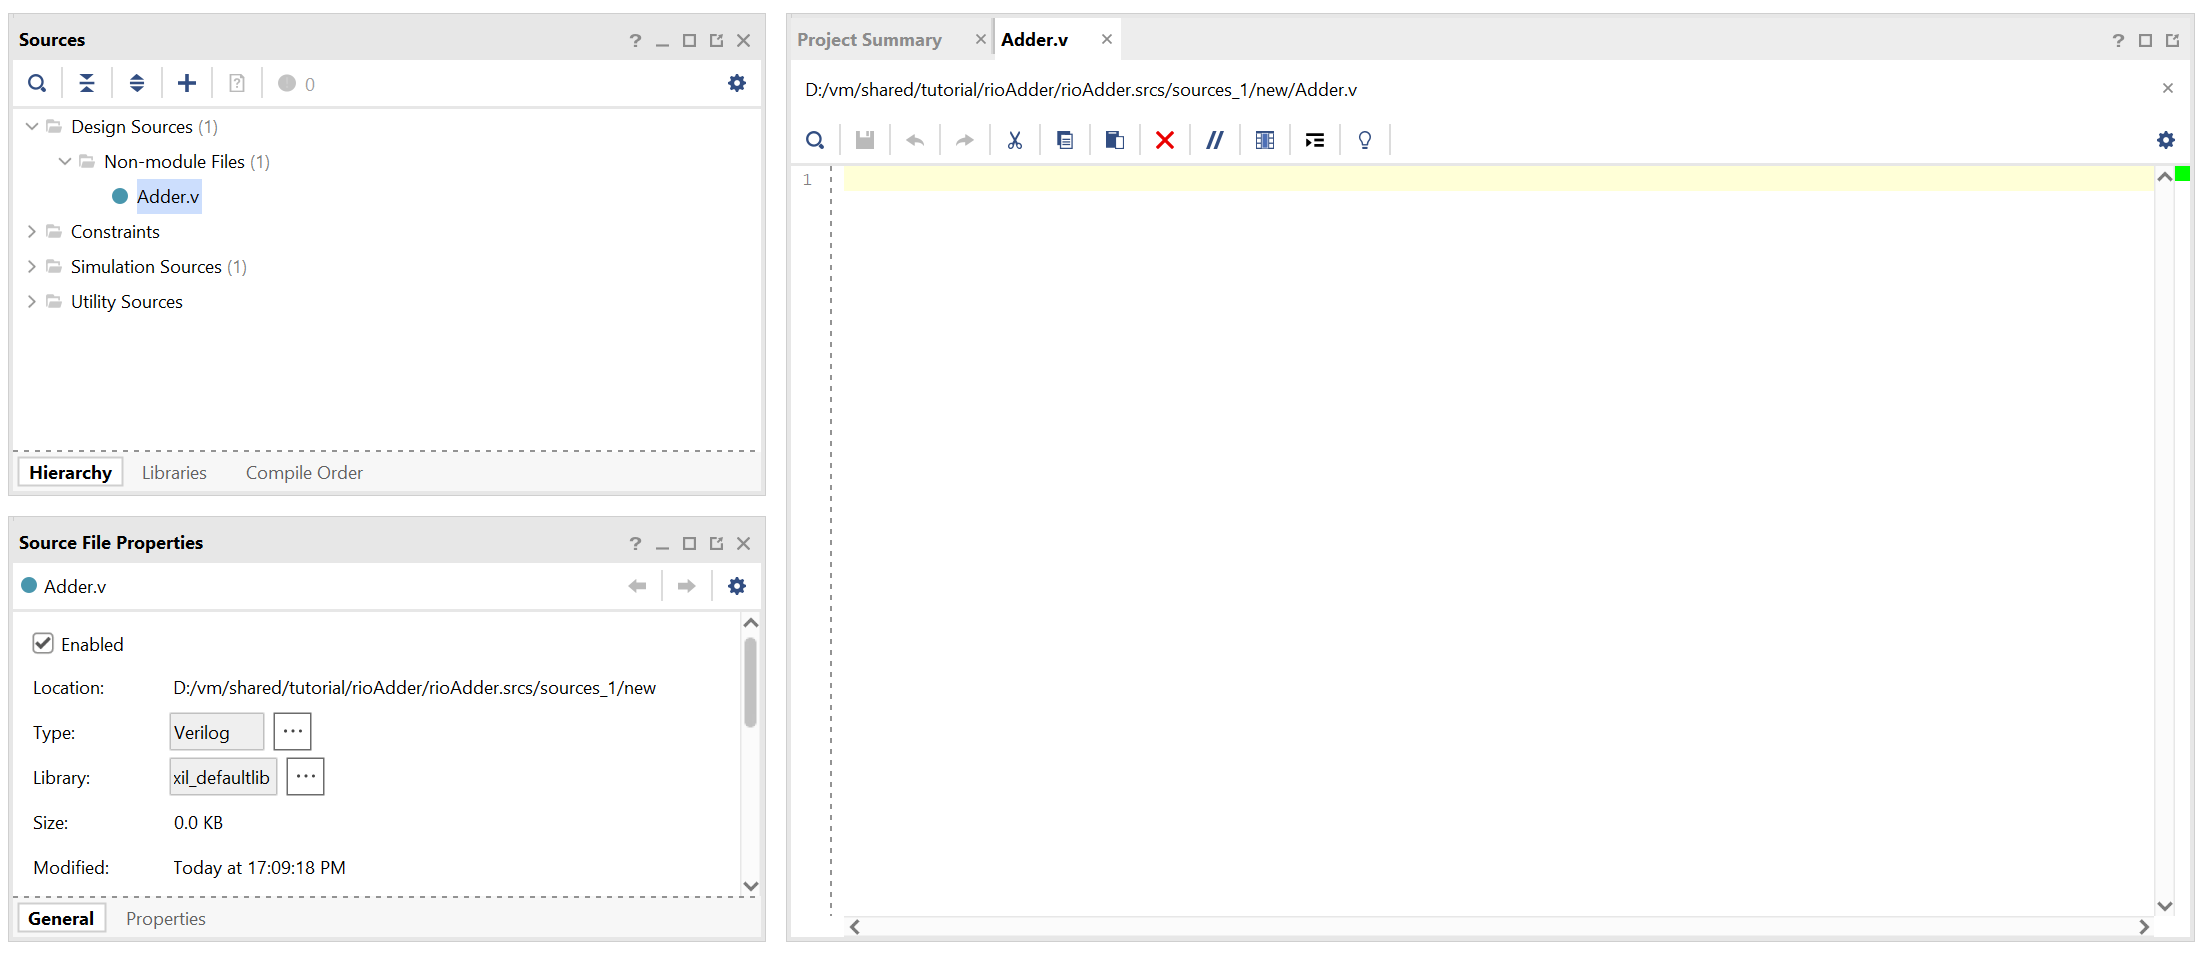 Sources
0
Design Sources (1)
Non-module Files (1)
Adder.v
Constraints
Simulation Sources (1)
Utility Sources
Hierarchy Libraries Compile Order
Source File Properties
Adder.v
Enabled
Location: D:/vm/shared/tutorial/rioAdder/rioAdder.srcs/sources_1/new
Type: Verilog ...
Library: xil_defaultlib ...
Size: 0.0 KB
Modified: Today at 17:09:18 PM
General Properties
Project Summary Adder.v
D:/vm/shared/tutorial/rioAdder/rioAdder.srcs/sources_1/new/Adder.v
1